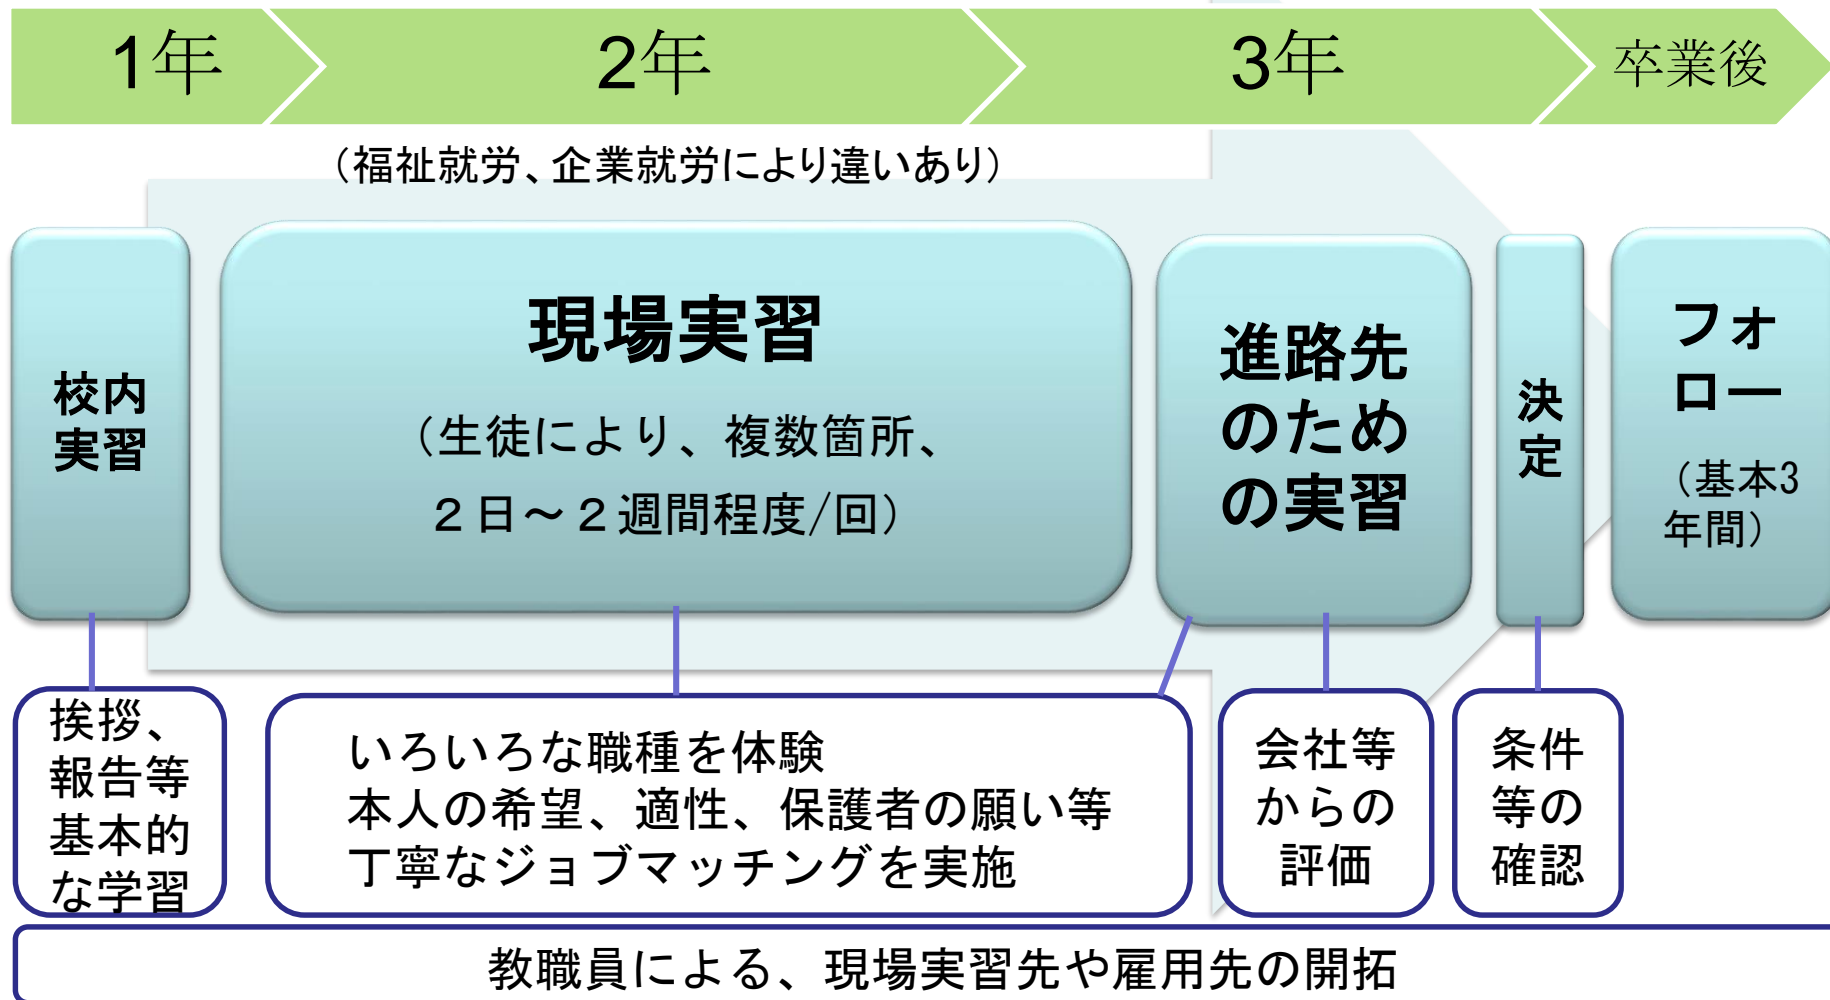 1年
2年
3年
卒業後
（福祉就労、企業就労により違いあり）
校内
実習
現場実習
（生徒により、複数箇所、
２日～２週間程度/回）
進路先
のため
の実習
決
定
フォ
ロー
（基本3
年間）
挨拶、
報告等
基本的
な学習
いろいろな職種を体験
本人の希望、適性、保護者の願い等
丁寧なジョブマッチングを実施
会社等
からの
評価
条件
等の
確認
教職員による、現場実習先や雇用先の開拓